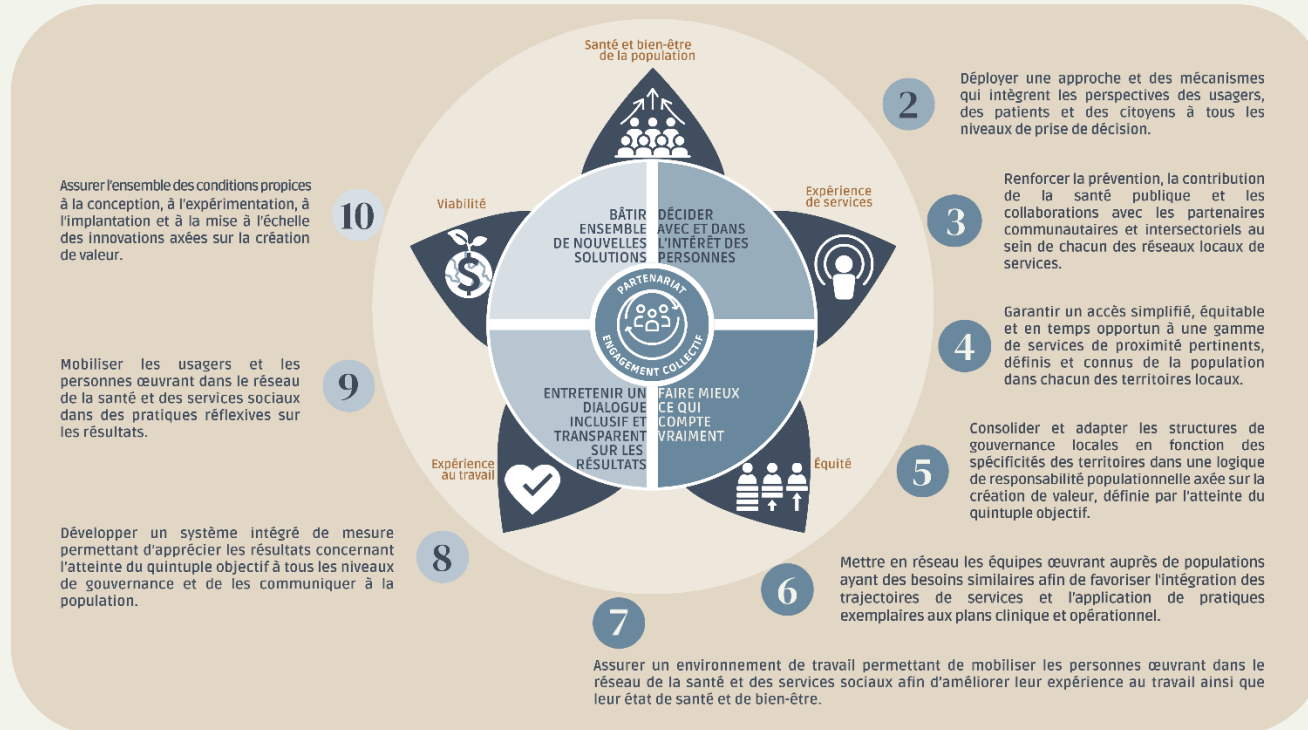 Santé et bien-être
de la population
2
Déployer une approche et des mécanismes
qui intègrent les perspectives des usagers,
des patients et des citoyens à tous les
niveaux de prise de décision.
Expérience
de services
3
Renforcer la prévention, la contribution
de la santé publique et les
collaborations avec les partenaires
communautaires et intersectoriels au
sein de chacun des réseaux locaux de
services.
4
Garantir un accès simplifié, équitable
et en temps opportun à une gamme
de services de proximité pertinents,
définis et connus de la population
dans chacun des territoires locaux.
5
Consolider et adapter les structures de
gouvernance locales en fonction des
spécificités des territoires dans une logique
de responsabilité populationnelle axée sur la
création de valeur, définie par l'atteinte du
quintuple objectif.
Équité
6
Mettre en réseau les équipes œuvrant auprès de populations
ayant des besoins similaires afin de favoriser l'intégration des
trajectoires de services et l'application de pratiques
exemplaires aux plans clinique et opérationnel.
7
Assurer un environnement de travail permettant de mobiliser les personnes œuvrant dans le
réseau de la santé et des services sociaux afin d'améliorer leur expérience au travail ainsi que
leur état de santé et de bien-être.
8
Développer un système intégré de mesure
permettant d'apprécier les résultats concernant
l'atteinte du quintuple objectif à tous les niveaux
de gouvernance et de les communiquer à la
population.
Expérience
au travail
9
Mobiliser les usagers et les
personnes œuvrant dans le réseau
de la santé et des services sociaux
dans des pratiques réflexives sur
les résultats.
10
Assurer l'ensemble des conditions propices
à la conception, à l'expérimentation, à
l'implantation et à la mise à l'échelle
des innovations axées sur la création
de valeur.
Viabilité
$
BÂTIR
ENSEMBLE
DE NOUVELLES
SOLUTIONS
DÉCIDER
AVEC ET DANS
L'INTÉRÊT DES
PERSONNES
PARTENARIAT
ENGAGEMENT COLLECTIF
ENTRETENIR UN
DIALOGUE
INCLUSIF ET
TRANSPARENT
SUR LES
RÉSULTATS
FAIRE MIEUX
CE QUI
COMPTE
VRAIMENT